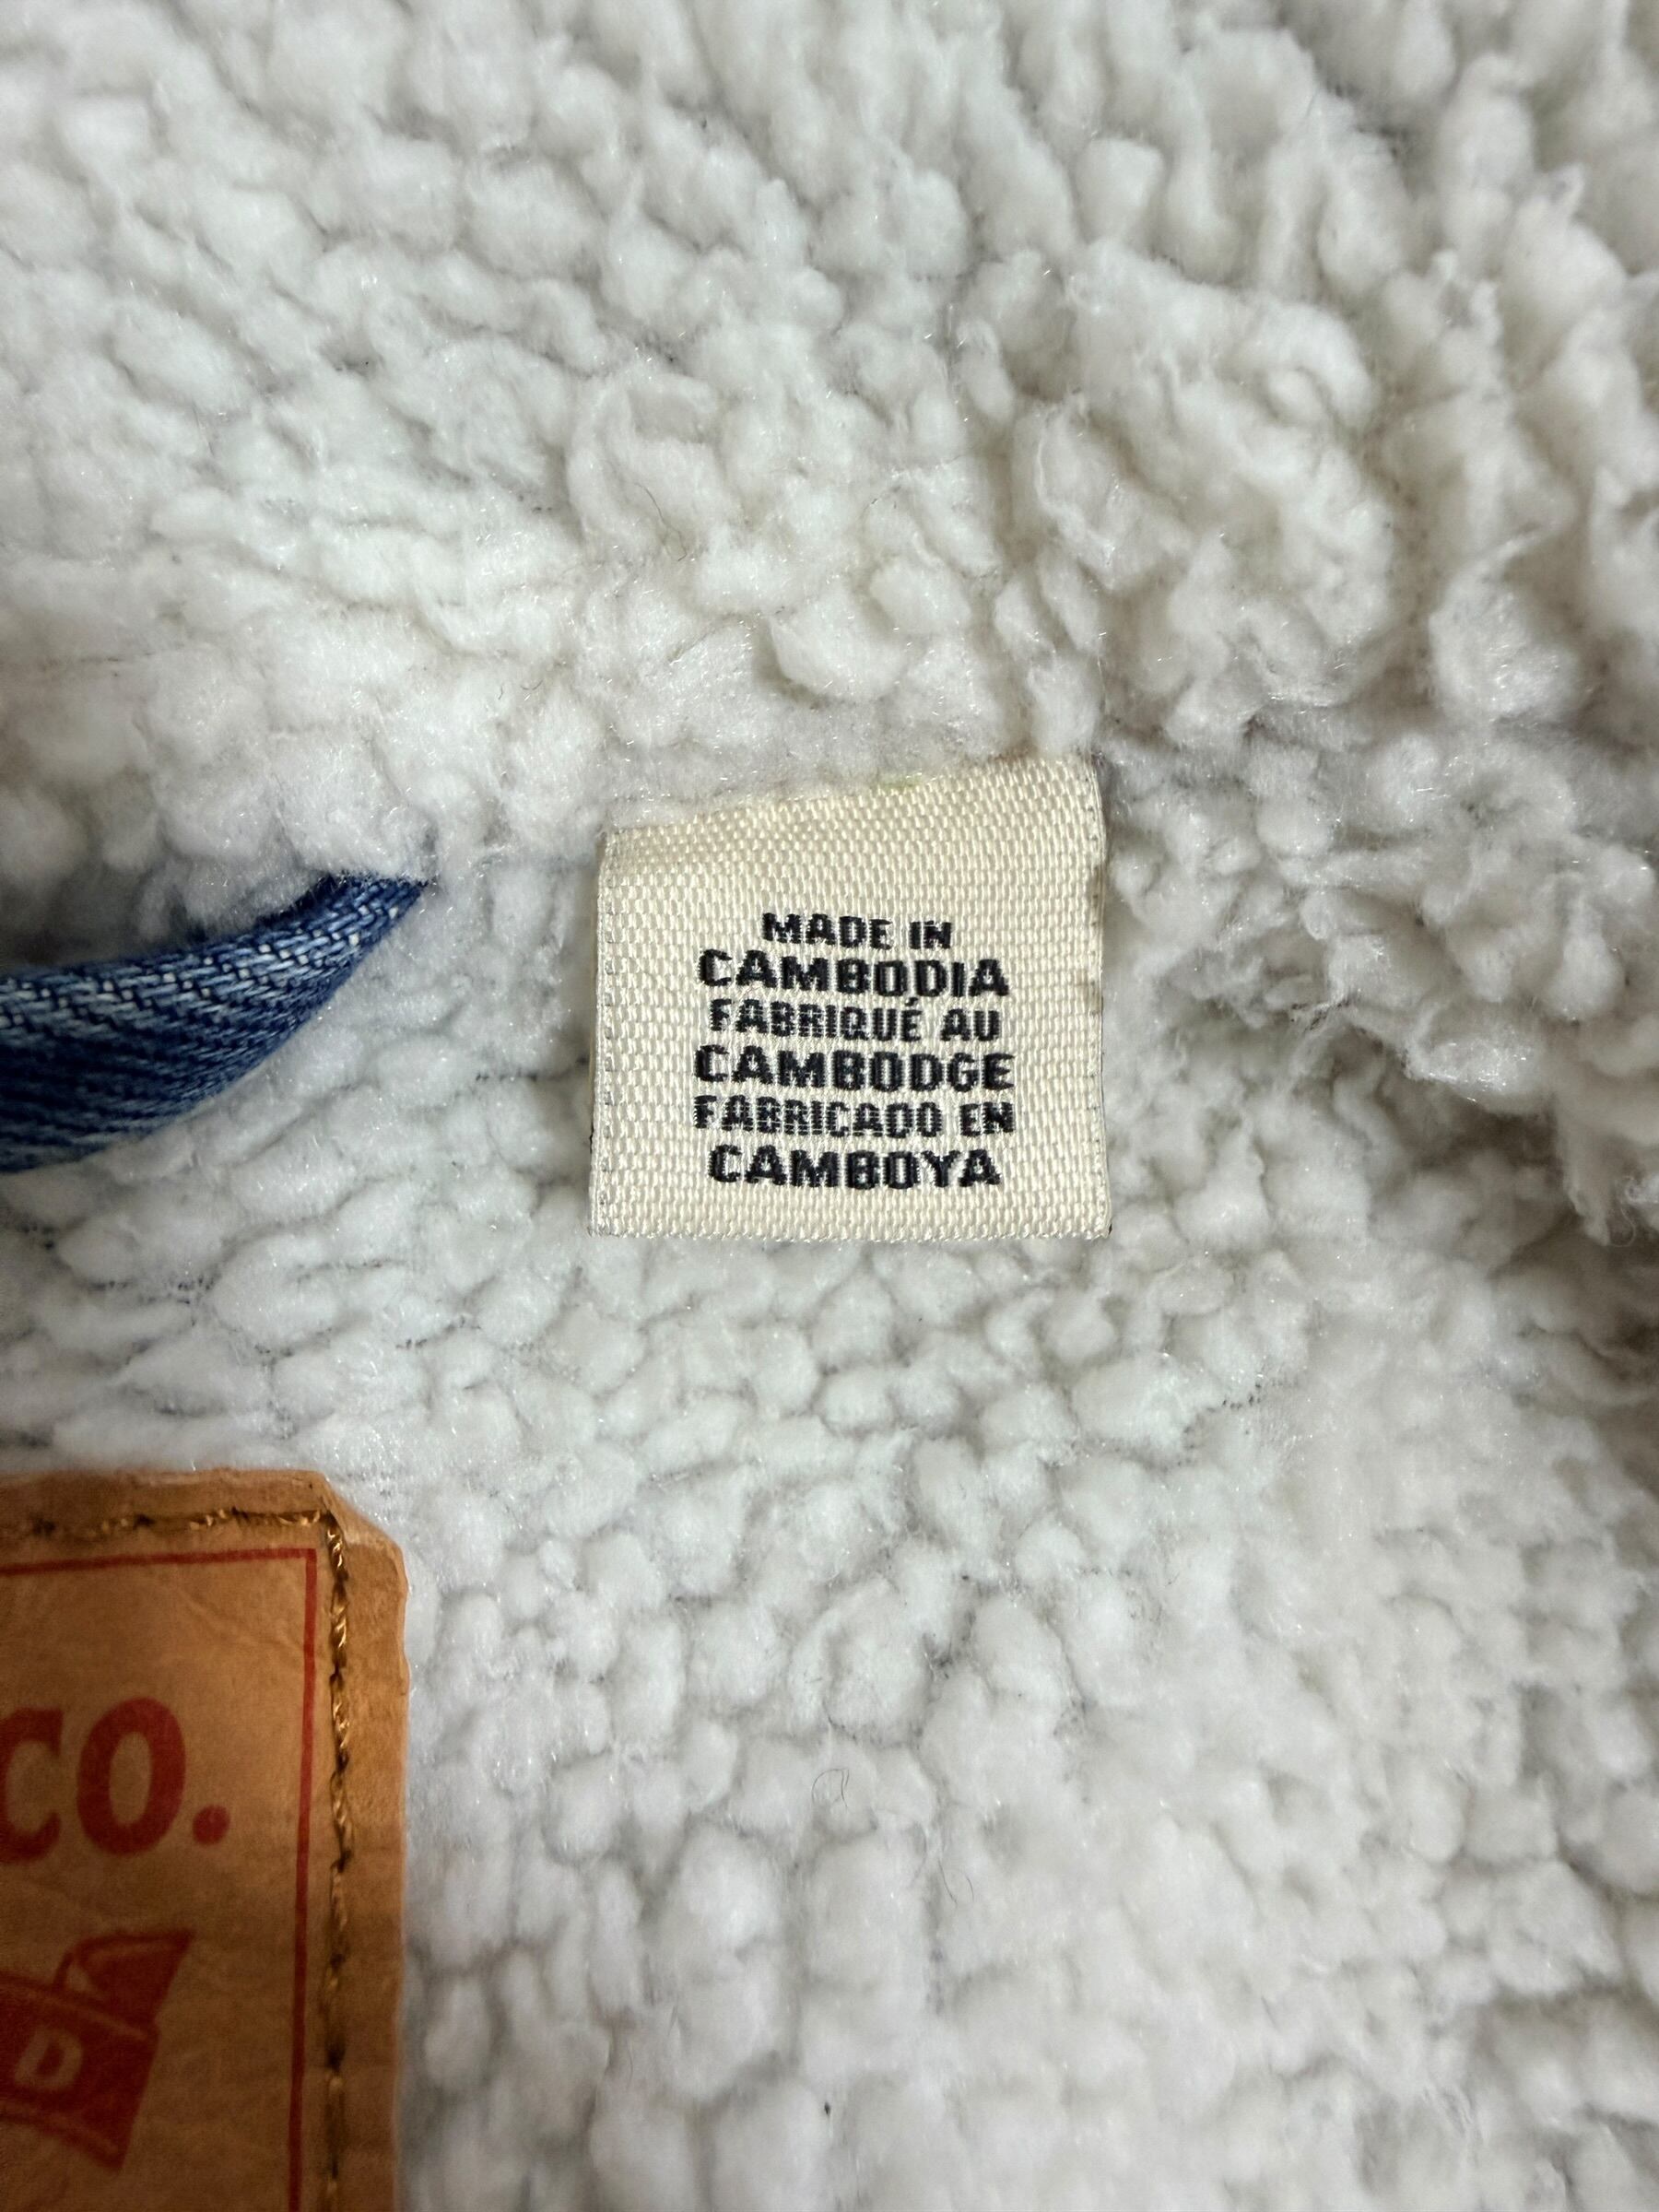 MADE IN
CAMBODIA
FABRIQUÉ AU
CAMBODGE
FABRICADO EN
CAMBOYA
CO.
D